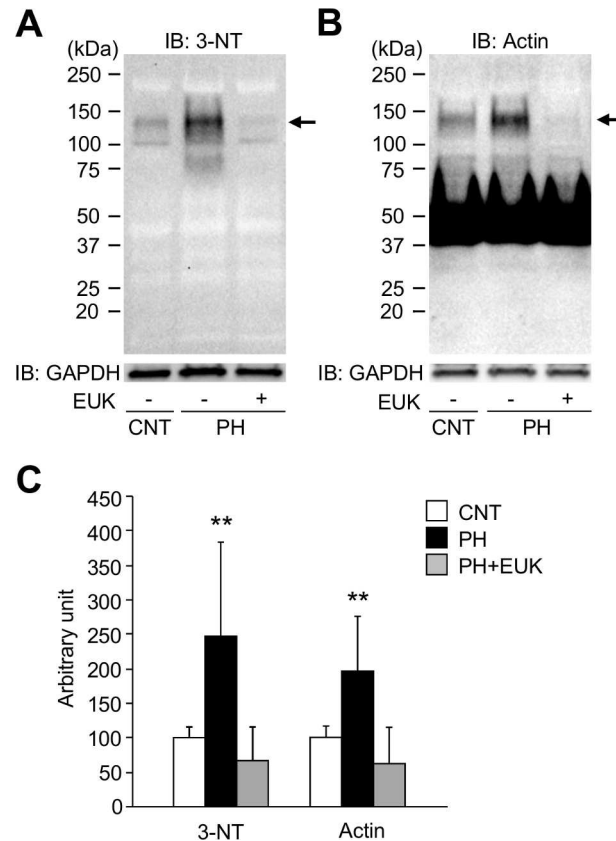 A
IB: 3-NT
(kDa)
250
150
100
75
50
37
25
20
IB: GAPDH
EUK - - +
CNT PH
B
IB: Actin
(kDa)
250
150
100
75
50
37
25
20
IB: GAPDH
EUK - - +
CNT PH
C
Arbitrary unit
450
400
350
300
250
200
150
100
50
0
**
**
3-NT
Actin
CNT
PH
PH+EUK